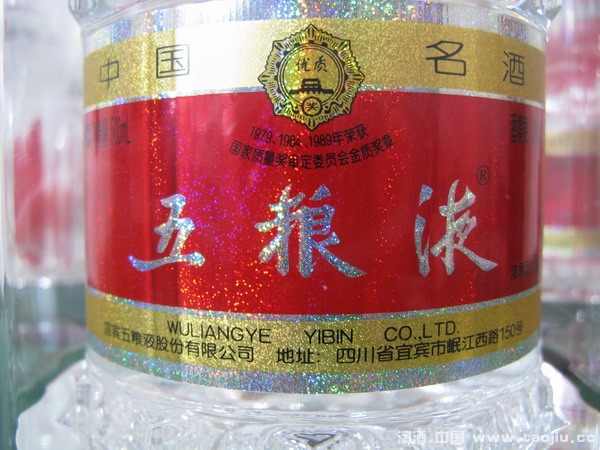 中国 名酒
优质
奖
1979、1984、1989年荣获
国家质量奖审定委员会金质奖章
五粮液®
WULIANGYE YIBIN CO.,LTD.
宜宾五粮液股份有限公司 地址：四川省宜宾市岷江西路150号
淘酒.中国 www.taojiu.cc